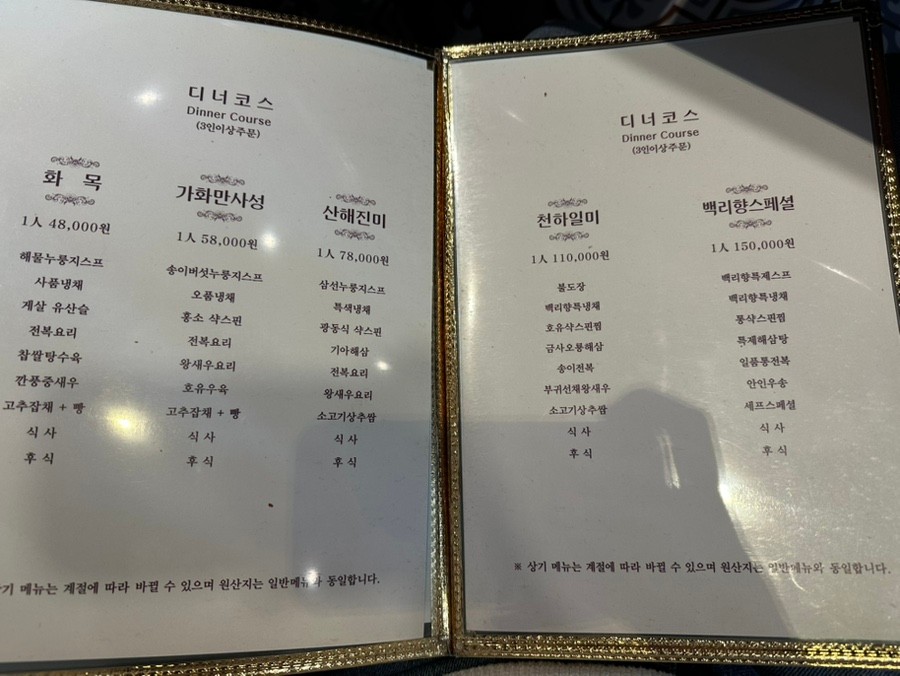 디너코스
Dinner Course
(3인이상주문)
화 목
1人 48,000원
해물누룽지스프
사품냉채
게살 유산슬
전복요리
찹쌀탕수육
깐풍중새우
고추잡채 + 빵
식 사
후 식
가화만사성
1人 58,000원
송이버섯누룽지스프
오품냉채
홍소 샥스핀
전복요리
왕새우요리
호유우육
고추잡채 + 빵
식 사
후 식
산해진미
1人 78,000원
삼선누룽지스프
특색냉채
광동식 샥스핀
기아해삼
전복요리
왕새우요리
소고기상추쌈
식 사
후 식
상기 메뉴는 계절에 따라 바뀔 수 있으며 원산지는 일반메뉴와 동일합니다.
디너코스
Dinner Course
(3인이상주문)
천하일미
1人 110,000원
불도장
백리향특냉채
호유샥스핀찜
금사오룡해삼
송이전복
부귀선채왕새우
소고기상추쌈
식 사
후 식
백리향스페셜
1人 150,000원
백리향특제스프
백리향특냉채
통샥스핀찜
특제해삼탕
일품통전복
안인우송
셰프스페셜
식 사
후 식
※ 상기 메뉴는 계절에 따라 바뀔 수 있으며 원산지는 일반메뉴와 동일합니다.